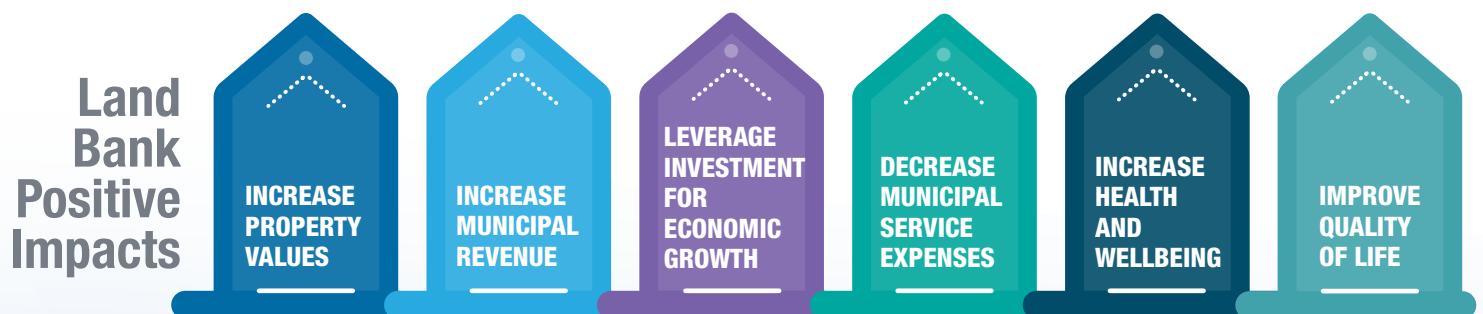 Land
Bank
Positive
Impacts
INCREASE
PROPERTY
VALUES
INCREASE
MUNICIPAL
REVENUE
LEVERAGE
INVESTMENT
FOR
ECONOMIC
GROWTH
DECREASE
MUNICIPAL
SERVICE
EXPENSES
INCREASE
HEALTH
AND
WELLBEING
IMPROVE
QUALITY
OF LIFE